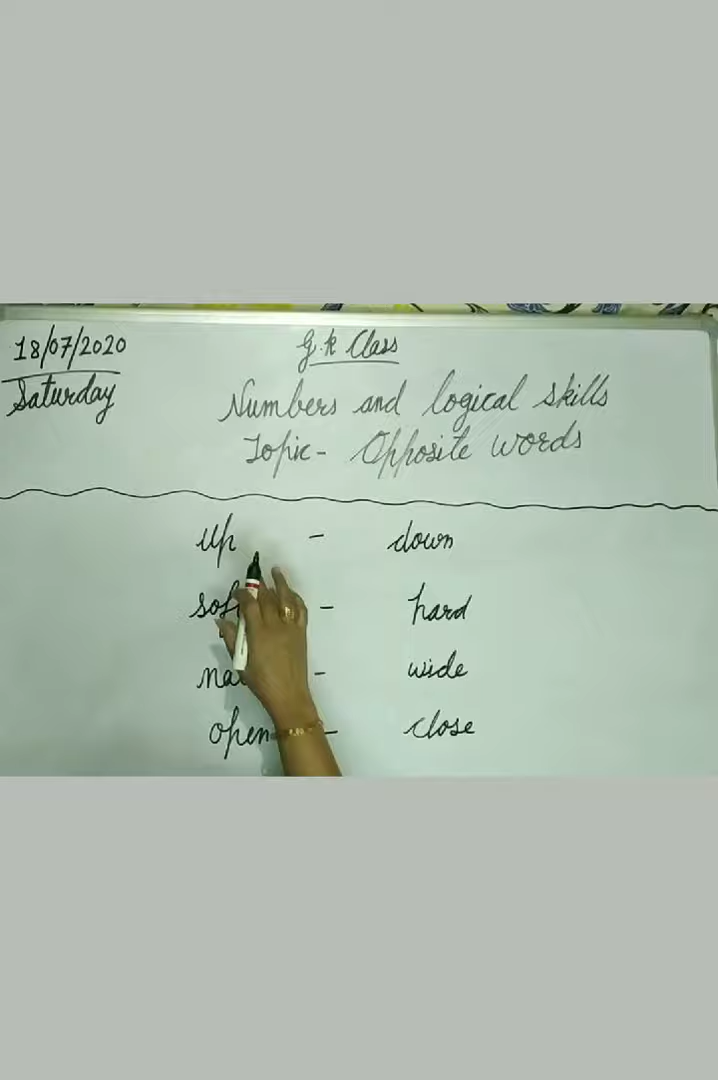 18/07/2020
Saturday
G.K Class
Numbers and logical skills
Topic - Opposite words
up - down
- hard
- wide
open - close